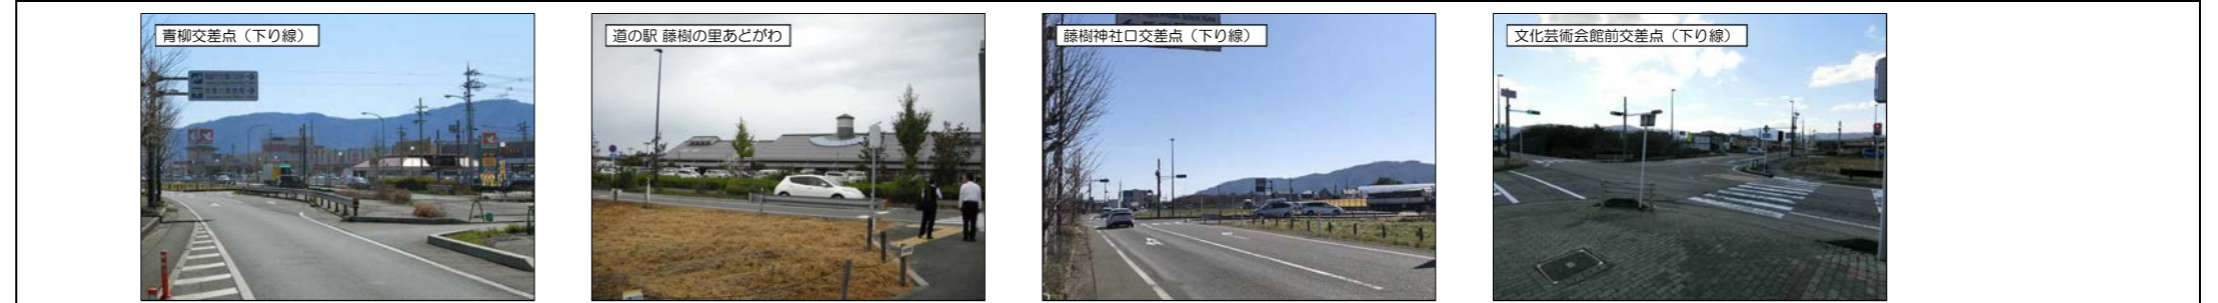 青柳交差点（下り線）
道の駅 藤樹の里あどがわ
藤樹神社口交差点（下り線）
文化芸術会館前交差点（下り線）